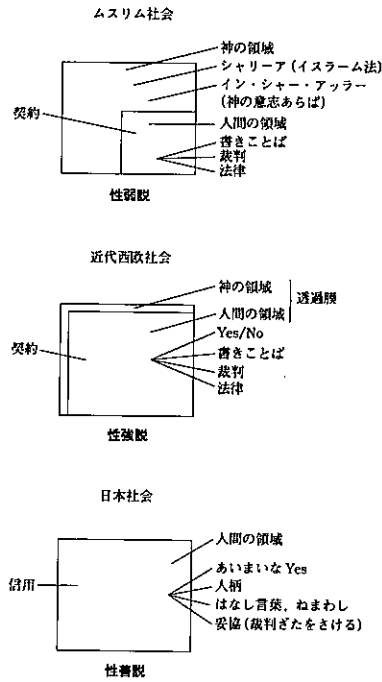 ムスリム社会
神の領域
シャリーア(イスラーム法)
イン・シャー・アッラー
(神の意志あらば)
契約
人間の領域
書きことば
裁判
法律
性弱説
近代西欧社会
神の領域
透過膜
人間の領域
Yes/No
契約
書きことば
裁判
法律
性強説
日本社会
人間の領域
あいまいな Yes
信用
人柄
はなし言葉,ねまわし
妥協(裁判ざたをさける)
性善説